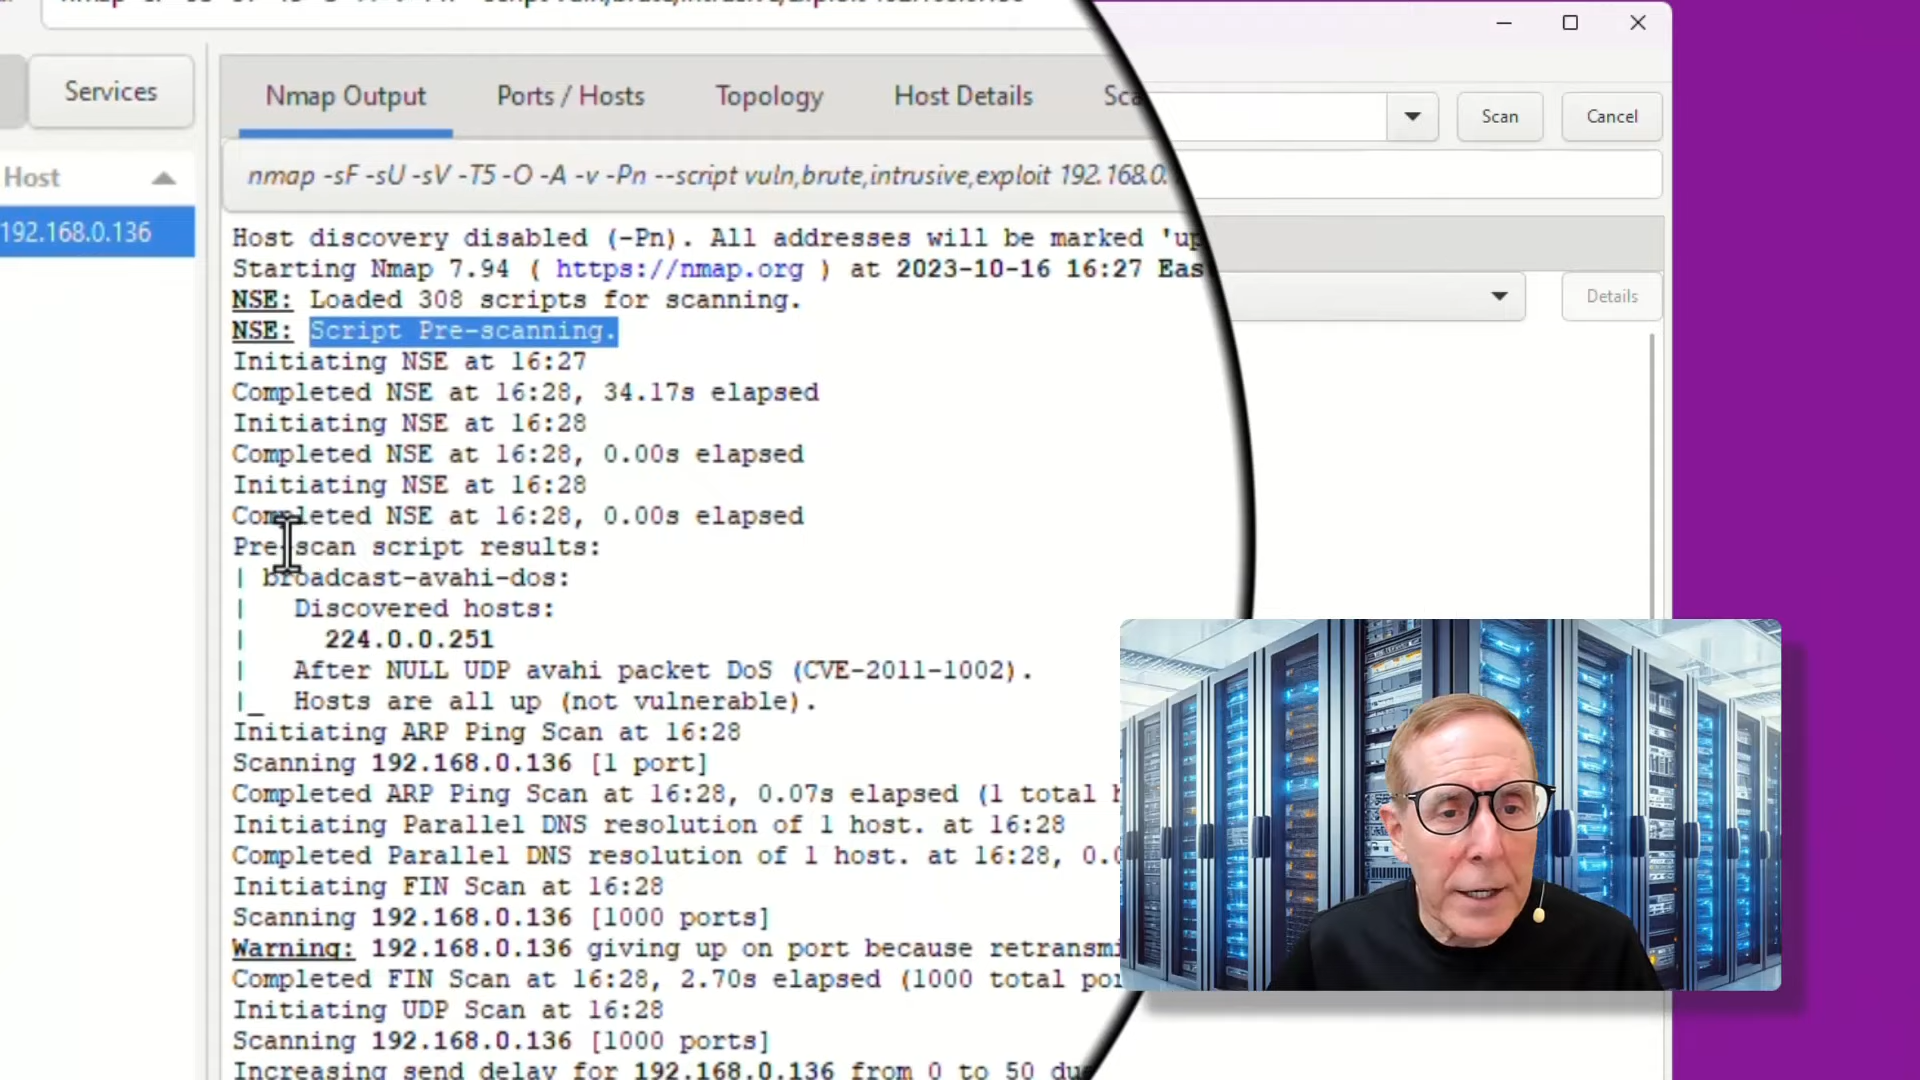 Services
Nmap Output
Ports / Hosts
Topology
Host Details
Scan
Cancel
nmap -sF -sU -sV -T5 -O -A -v -Pn --script vuln,brute,intrusive,exploit 192.168.0.
Host
192.168.0.136
Details
Host discovery disabled (-Pn). All addresses will be marked 'up
Starting Nmap 7.94 ( https://nmap.org ) at 2023-10-16 16:27 Eas
NSE: Loaded 308 scripts for scanning.
NSE: Script Pre-scanning.
Initiating NSE at 16:27
Completed NSE at 16:28, 34.17s elapsed
Initiating NSE at 16:28
Completed NSE at 16:28, 0.00s elapsed
Initiating NSE at 16:28
Completed NSE at 16:28, 0.00s elapsed
Pre-scan script results:
| broadcast-avahi-dos:
|   Discovered hosts:
|     224.0.0.251
|   After NULL UDP avahi packet DoS (CVE-2011-1002).
|_  Hosts are all up (not vulnerable).
Initiating ARP Ping Scan at 16:28
Scanning 192.168.0.136 [1 port]
Completed ARP Ping Scan at 16:28, 0.07s elapsed (1 total
Initiating Parallel DNS resolution of 1 host. at 16:28
Completed Parallel DNS resolution of 1 host. at 16:28, 0.
Initiating FIN Scan at 16:28
Scanning 192.168.0.136 [1000 ports]
Warning: 192.168.0.136 giving up on port because retransmi
Completed FIN Scan at 16:28, 2.70s elapsed (1000 total por
Initiating UDP Scan at 16:28
Scanning 192.168.0.136 [1000 ports]
Increasing send delay for 192.168.0.136 from 0 to 50 due